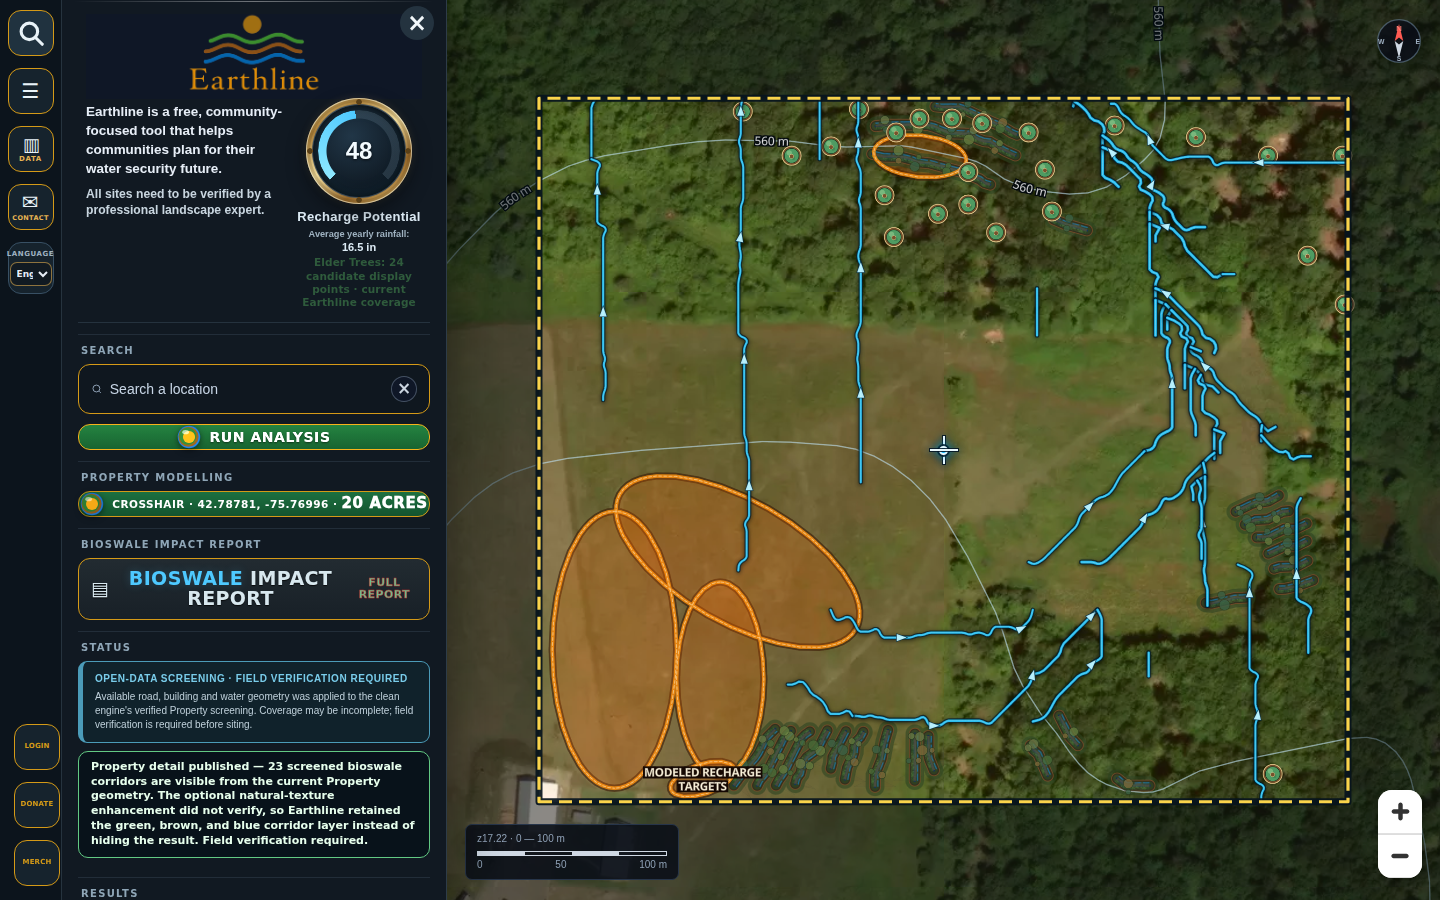 DATA
CONTACT
LANGUAGE
Eng
LOGIN
DONATE
MERCH
Earthline
Earthline is a free, community-
focused tool that helps
communities plan for their
water security future.
All sites need to be verified by a
professional landscape expert.
48
Recharge Potential
Average yearly rainfall:
16.5 in
Elder Trees: 24
candidate display
points · current
Earthline coverage
SEARCH
Search a location
RUN ANALYSIS
PROPERTY MODELLING
CROSSHAIR · 42.78781, -75.76996 · 20 ACRES
BIOSWALE IMPACT REPORT
BIOSWALE IMPACT
REPORT
FULL
REPORT
STATUS
OPEN-DATA SCREENING · FIELD VERIFICATION REQUIRED
Available road, building and water geometry was applied to the clean
engine's verified Property screening. Coverage may be incomplete; field
verification is required before siting.
Property detail published — 23 screened bioswale
corridors are visible from the current Property
geometry. The optional natural-texture
enhancement did not verify, so Earthline retained
the green, brown, and blue corridor layer instead of
hiding the result. Field verification required.
RESULTS
560 m
560 m
560 m
560 m
W
E
S
MODELED RECHARGE
TARGETS
z17.22 · 0 — 100 m
0 50 100 m